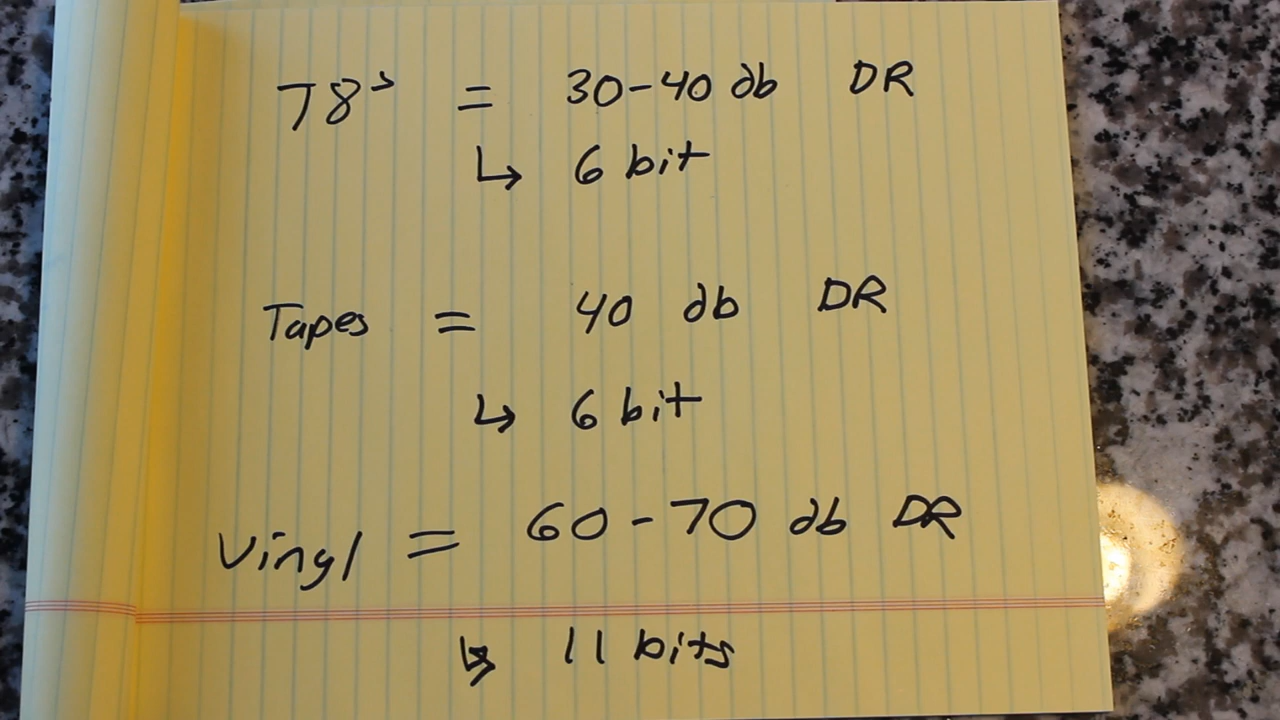 78s = 30-40 db DR
↳ 6 bit
Tapes = 40 db DR
↳ 6 bit
Vinyl = 60-70 db DR
↳ 11 bits